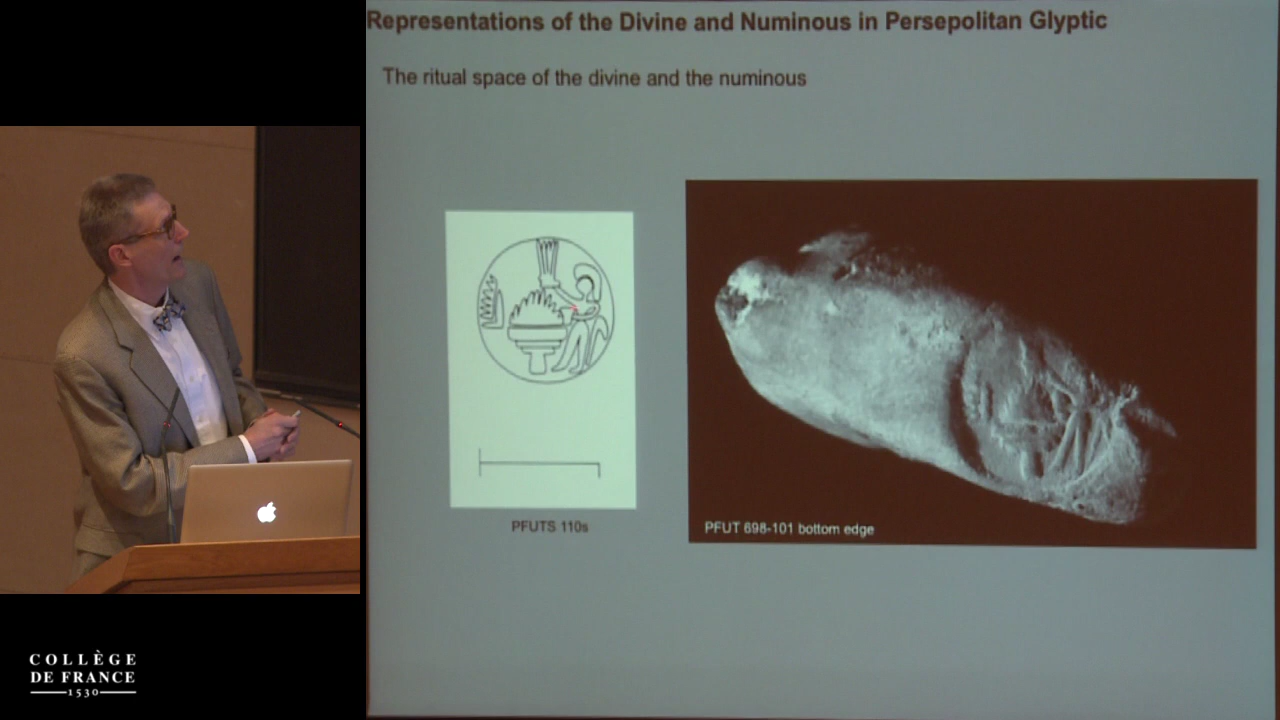 Representations of the Divine and Numinous in Persepolitan Glyptic
The ritual space of the divine and the numinous
PFUTS 110s
PFUT 698-101 bottom edge
COLLÈGE
DE FRANCE
1530